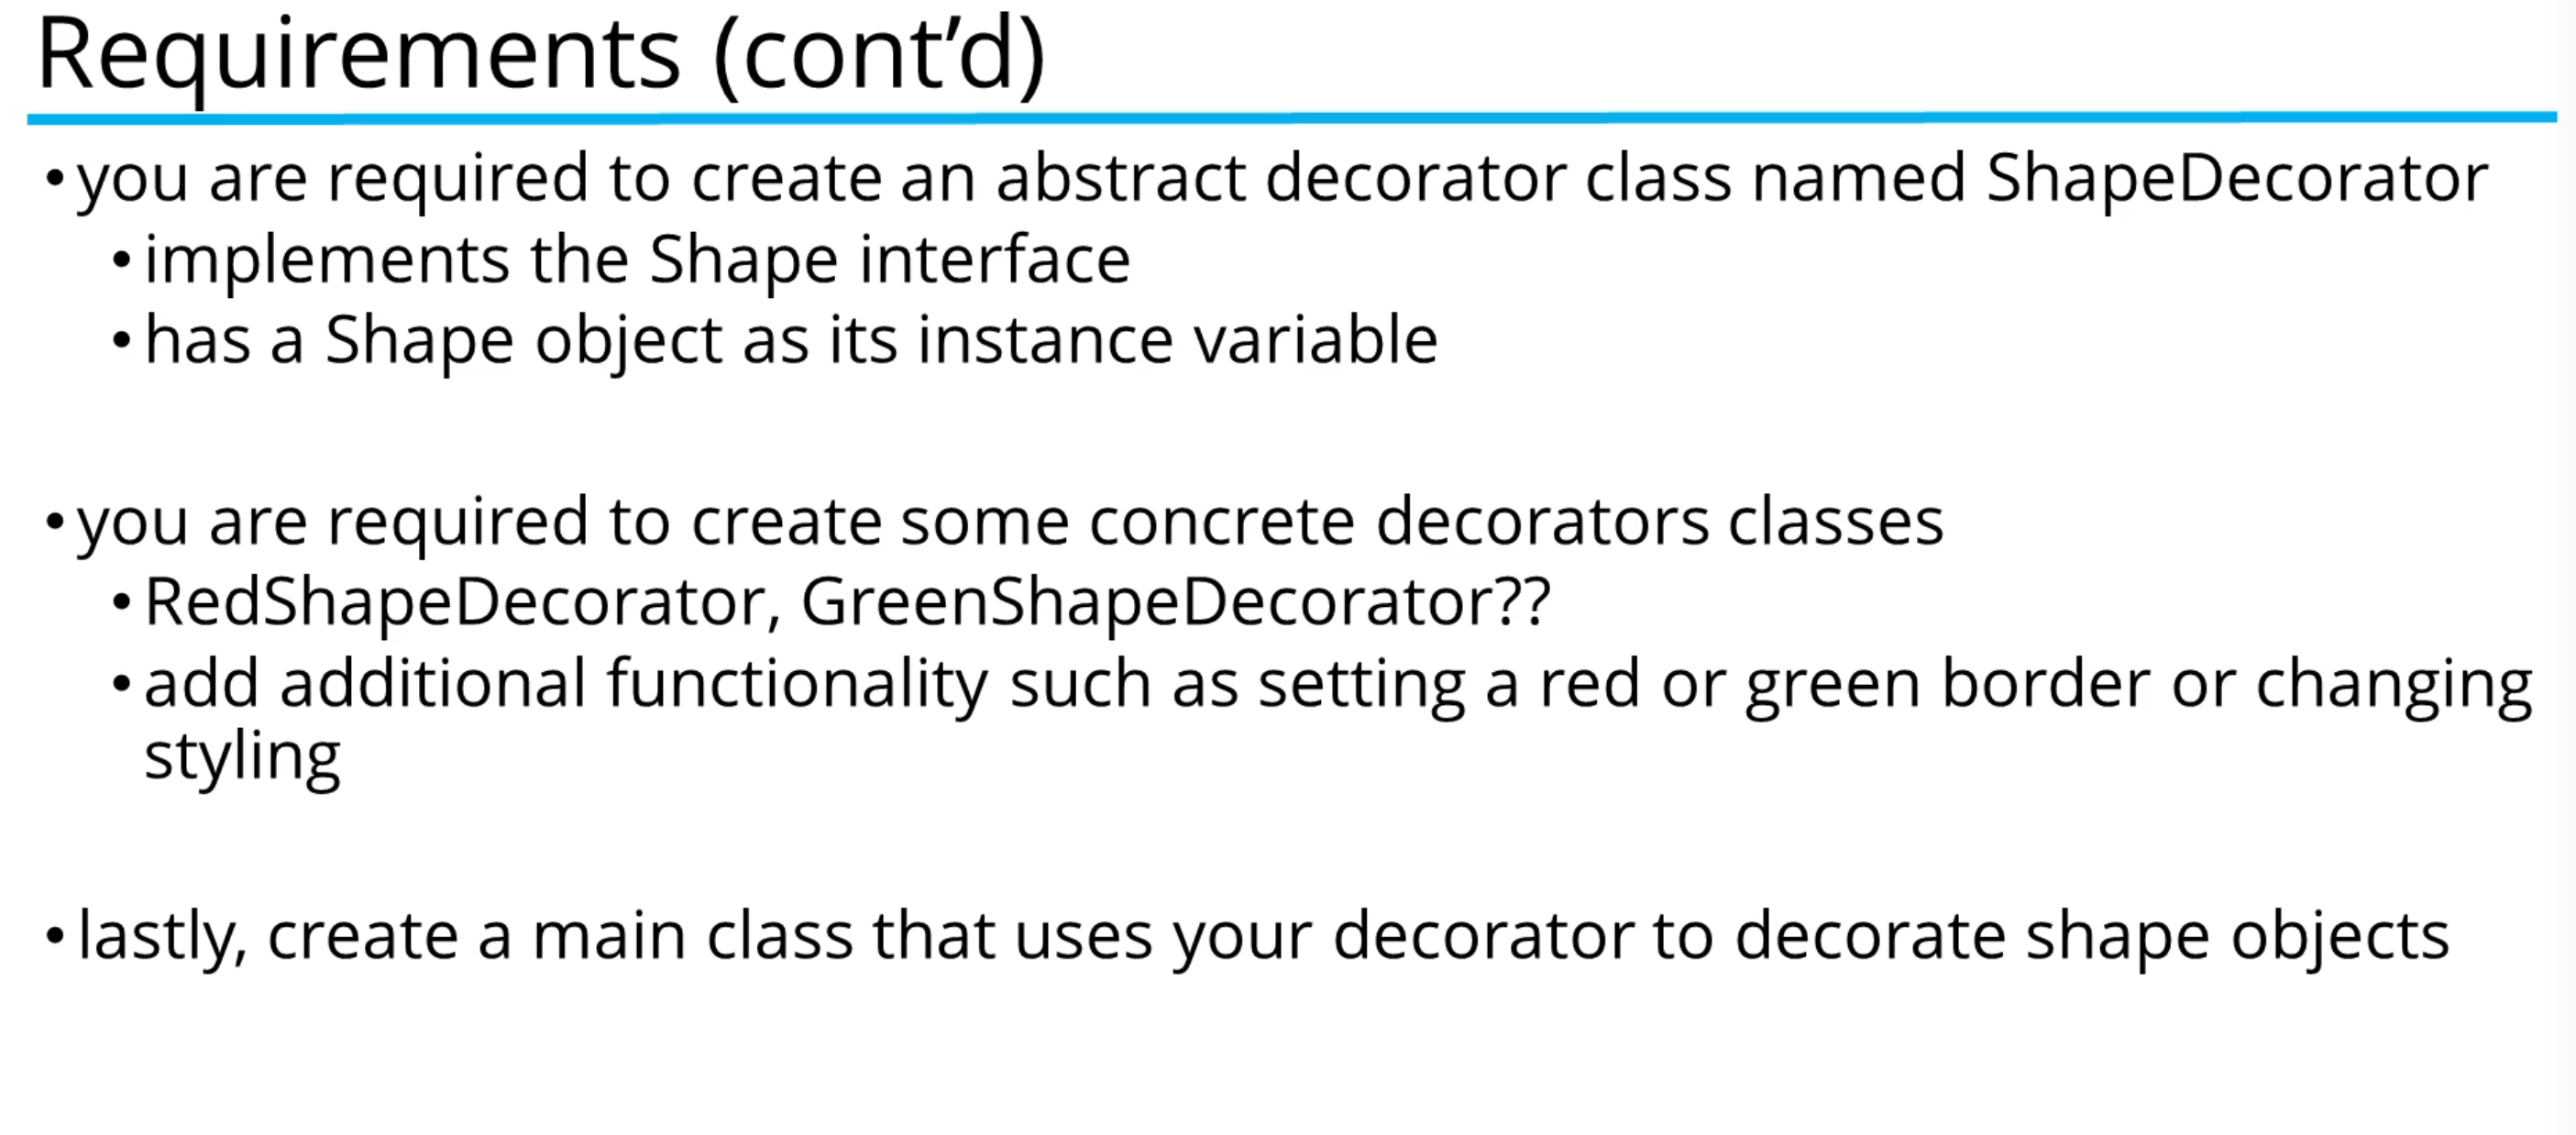 Requirements (cont’d)
• you are required to create an abstract decorator class named ShapeDecorator
• implements the Shape interface
• has a Shape object as its instance variable
• you are required to create some concrete decorators classes
• RedShapeDecorator, GreenShapeDecorator??
• add additional functionality such as setting a red or green border or changing
styling
• lastly, create a main class that uses your decorator to decorate shape objects